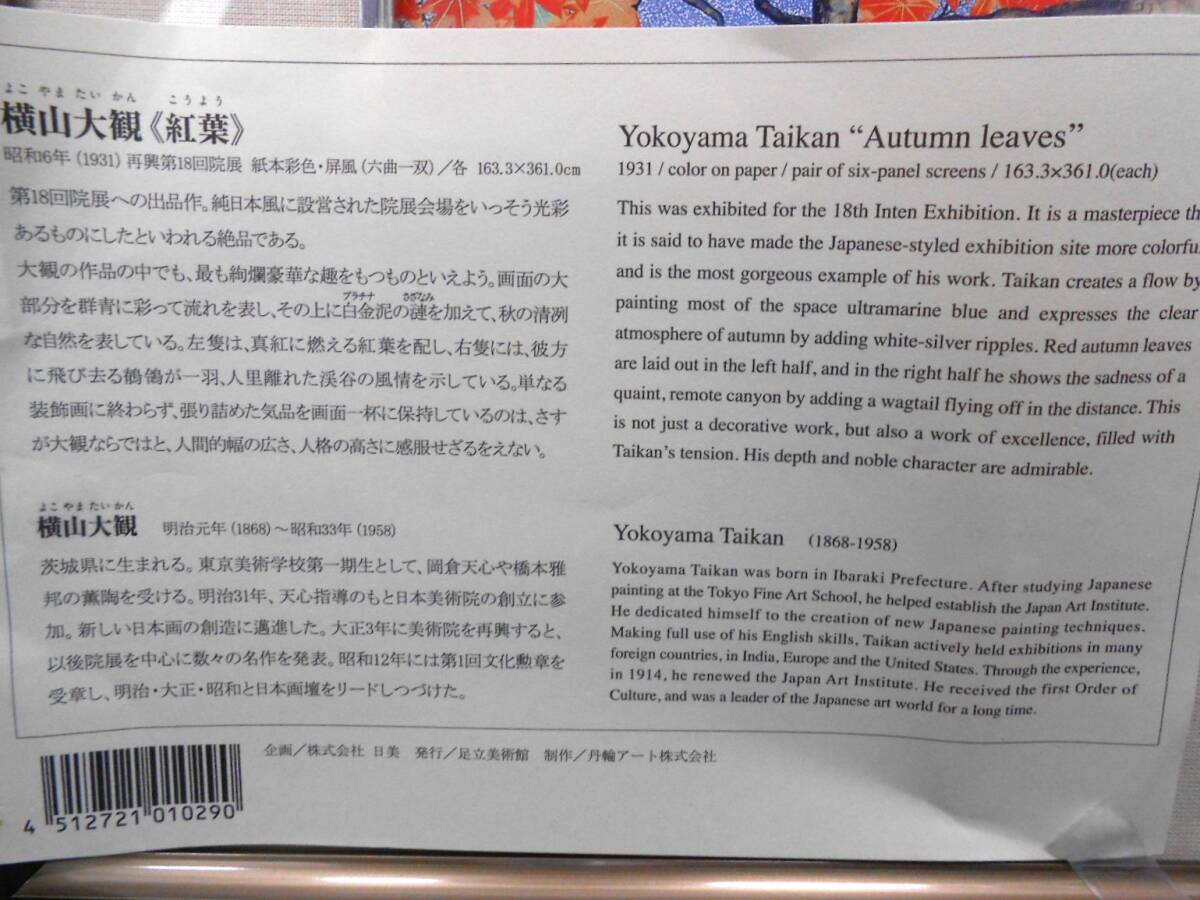 よこ やま たい かん こうよう
横山大観《紅葉》
昭和6年(1931) 再興第18回院展 紙本彩色・屏風(六曲一双)/各 163.3×361.0cm
第18回院展への出品作。純日本風に設営された院展会場をいっそう光彩
あるものにしたといわれる絶品である。
大観の作品の中でも、最も絢爛豪華な趣をもつものといえよう。画面の大
部分を群青に彩って流れを表し、その上に白金泥の漣を加えて、秋の清冽
プラチナ さざなみ
な自然を表している。左隻は、真紅に燃える紅葉を配し、右隻には、彼方
に飛び去る鶺鴒が一羽、人里離れた渓谷の風情を示している。単なる
装飾画に終わらず、張り詰めた気品を画面一杯に保持しているのは、さす
が大観ならではと、人間的幅の広さ、人格の高さに感服せざるをえない。
よこ やま たい かん
横山大観 明治元年(1868)~昭和33年(1958)
茨城県に生まれる。東京美術学校第一期生として、岡倉天心や橋本雅
邦の薫陶を受ける。明治31年、天心指導のもと日本美術院の創立に参
加。新しい日本画の創造に邁進した。大正3年に美術院を再興すると、
以後院展を中心に数々の名作を発表。昭和12年には第1回文化勲章を
受章し、明治・大正・昭和と日本画壇をリードしつづけた。
Yokoyama Taikan “Autumn leaves”
1931 / color on paper / pair of six-panel screens / 163.3×361.0(each)
This was exhibited for the 18th Inten Exhibition. It is a masterpiece th
it is said to have made the Japanese-styled exhibition site more colorful
and is the most gorgeous example of his work. Taikan creates a flow by
painting most of the space ultramarine blue and expresses the clear
atmosphere of autumn by adding white-silver ripples. Red autumn leaves
are laid out in the left half, and in the right half he shows the sadness of a
quaint, remote canyon by adding a wagtail flying off in the distance. This
is not just a decorative work, but also a work of excellence, filled with
Taikan's tension. His depth and noble character are admirable.
Yokoyama Taikan (1868-1958)
Yokoyama Taikan was born in Ibaraki Prefecture. After studying Japanese
painting at the Tokyo Fine Art School, he helped establish the Japan Art Institute.
He dedicated himself to the creation of new Japanese painting techniques.
Making full use of his English skills, Taikan actively held exhibitions in many
foreign countries, in India, Europe and the United States. Through the experience,
in 1914, he renewed the Japan Art Institute. He received the first Order of
Culture, and was a leader of the Japanese art world for a long time.
企画/株式会社 日美 発行/足立美術館 制作/丹輪アート株式会社
4 512721 010290